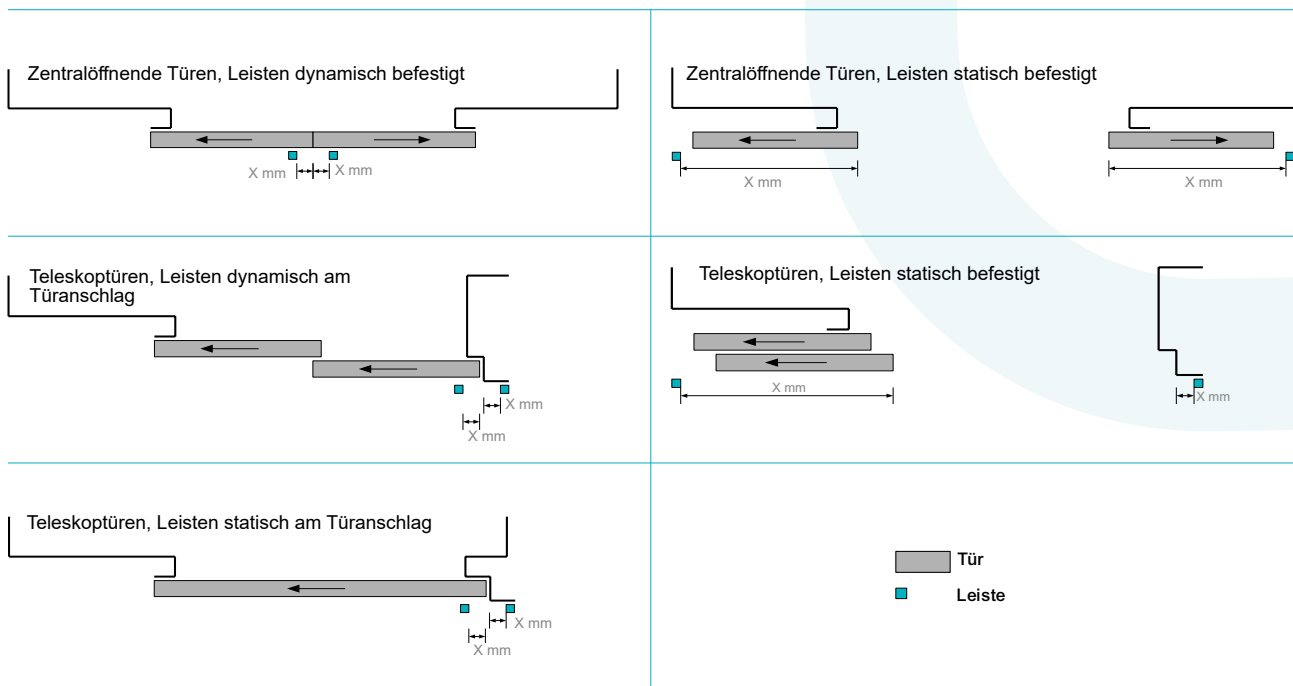 Zentralöffnende Türen, Leisten dynamisch befestigt
X mm
X mm
Zentralöffnende Türen, Leisten statisch befestigt
X mm
X mm
Teleskoptüren, Leisten dynamisch am
Türanschlag
X mm
X mm
Teleskoptüren, Leisten statisch befestigt
X mm
X mm
Teleskoptüren, Leisten statisch am Türanschlag
X mm
X mm
Tür
Leiste